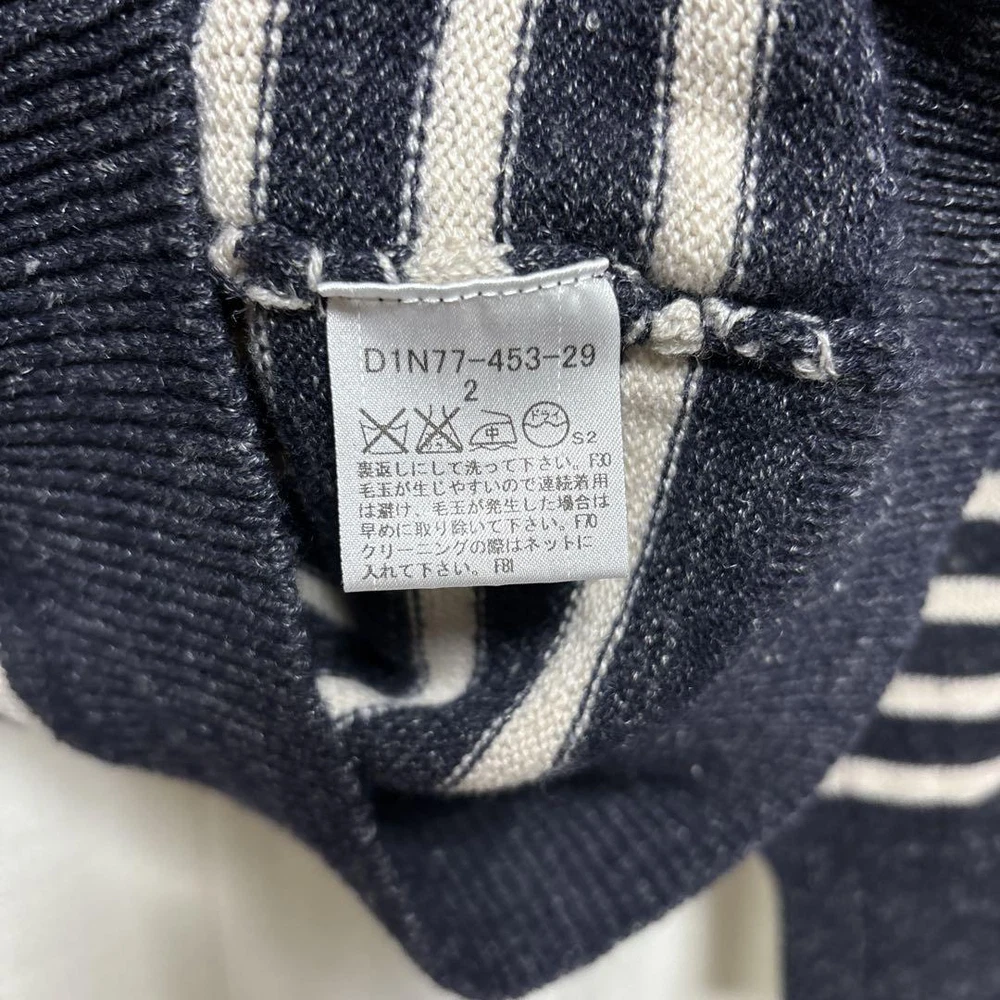 D1N77-453-29
2
中 ドライ S2
裏返しにして洗って下さい。F30
毛玉が生じやすいので連続着用
は避け、毛玉が発生した場合は
早めに取り除いて下さい。F70
クリーニングの際はネットに
入れて下さい。F81